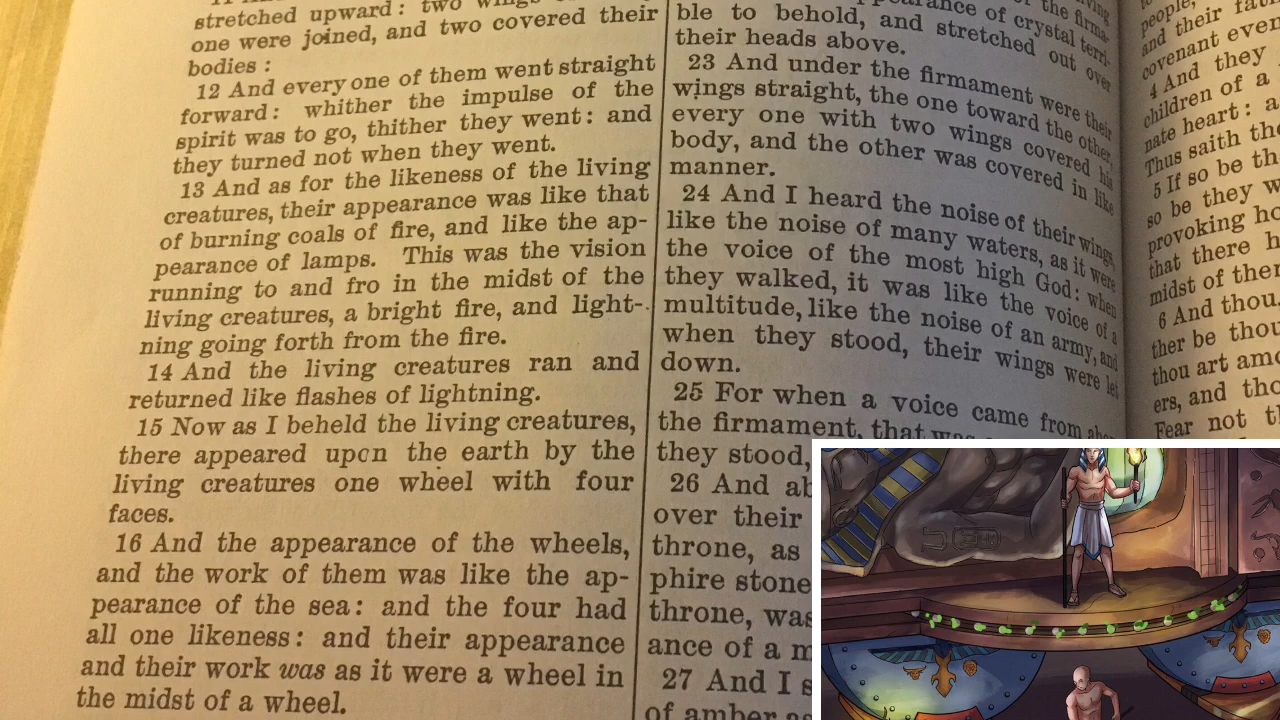 stretched upward: two wings
one were joined, and two covered their
bodies:
12 And every one of them went straight
forward: whither the impulse of the
spirit was to go, thither they went: and
they turned not when they went.
13 And as for the likeness of the living
creatures, their appearance was like that
of burning coals of fire, and like the ap-
pearance of lamps. This was the vision
running to and fro in the midst of the
living creatures, a bright fire, and light-
ning going forth from the fire.
14 And the living creatures ran and
returned like flashes of lightning.
15 Now as I beheld the living creatures,
there appeared upon the earth by the
living creatures one wheel with four
faces.
16 And the appearance of the wheels,
and the work of them was like the ap-
pearance of the sea: and the four had
all one likeness: and their appearance
and their work was as it were a wheel in
the midst of a wheel.
of the firma-
of crystal terri-
ble to behold, and stretched out over
their heads above.
23 And under the firmament were their
wings straight, the one toward the other,
every one with two wings covered his
body, and the other was covered in like
manner.
24 And I heard the noise of their wings,
like the noise of many waters, as it were
the voice of the most high God: when
they walked, it was like the voice of a
multitude, like the noise of an army, and
when they stood, their wings were let
down.
25 For when a voice came from
the firmament, that
they stood,
26 And
over their
throne, as
phire stone
throne, was
ance of a
27 And I
of amber
people,
and their
covenant even
4 And they
children of a
nate heart:
Thus saith
5 If so be
so be they
provoking
that there
midst of
6 And thou
ther be thou
thou art
ers, and
Fear not